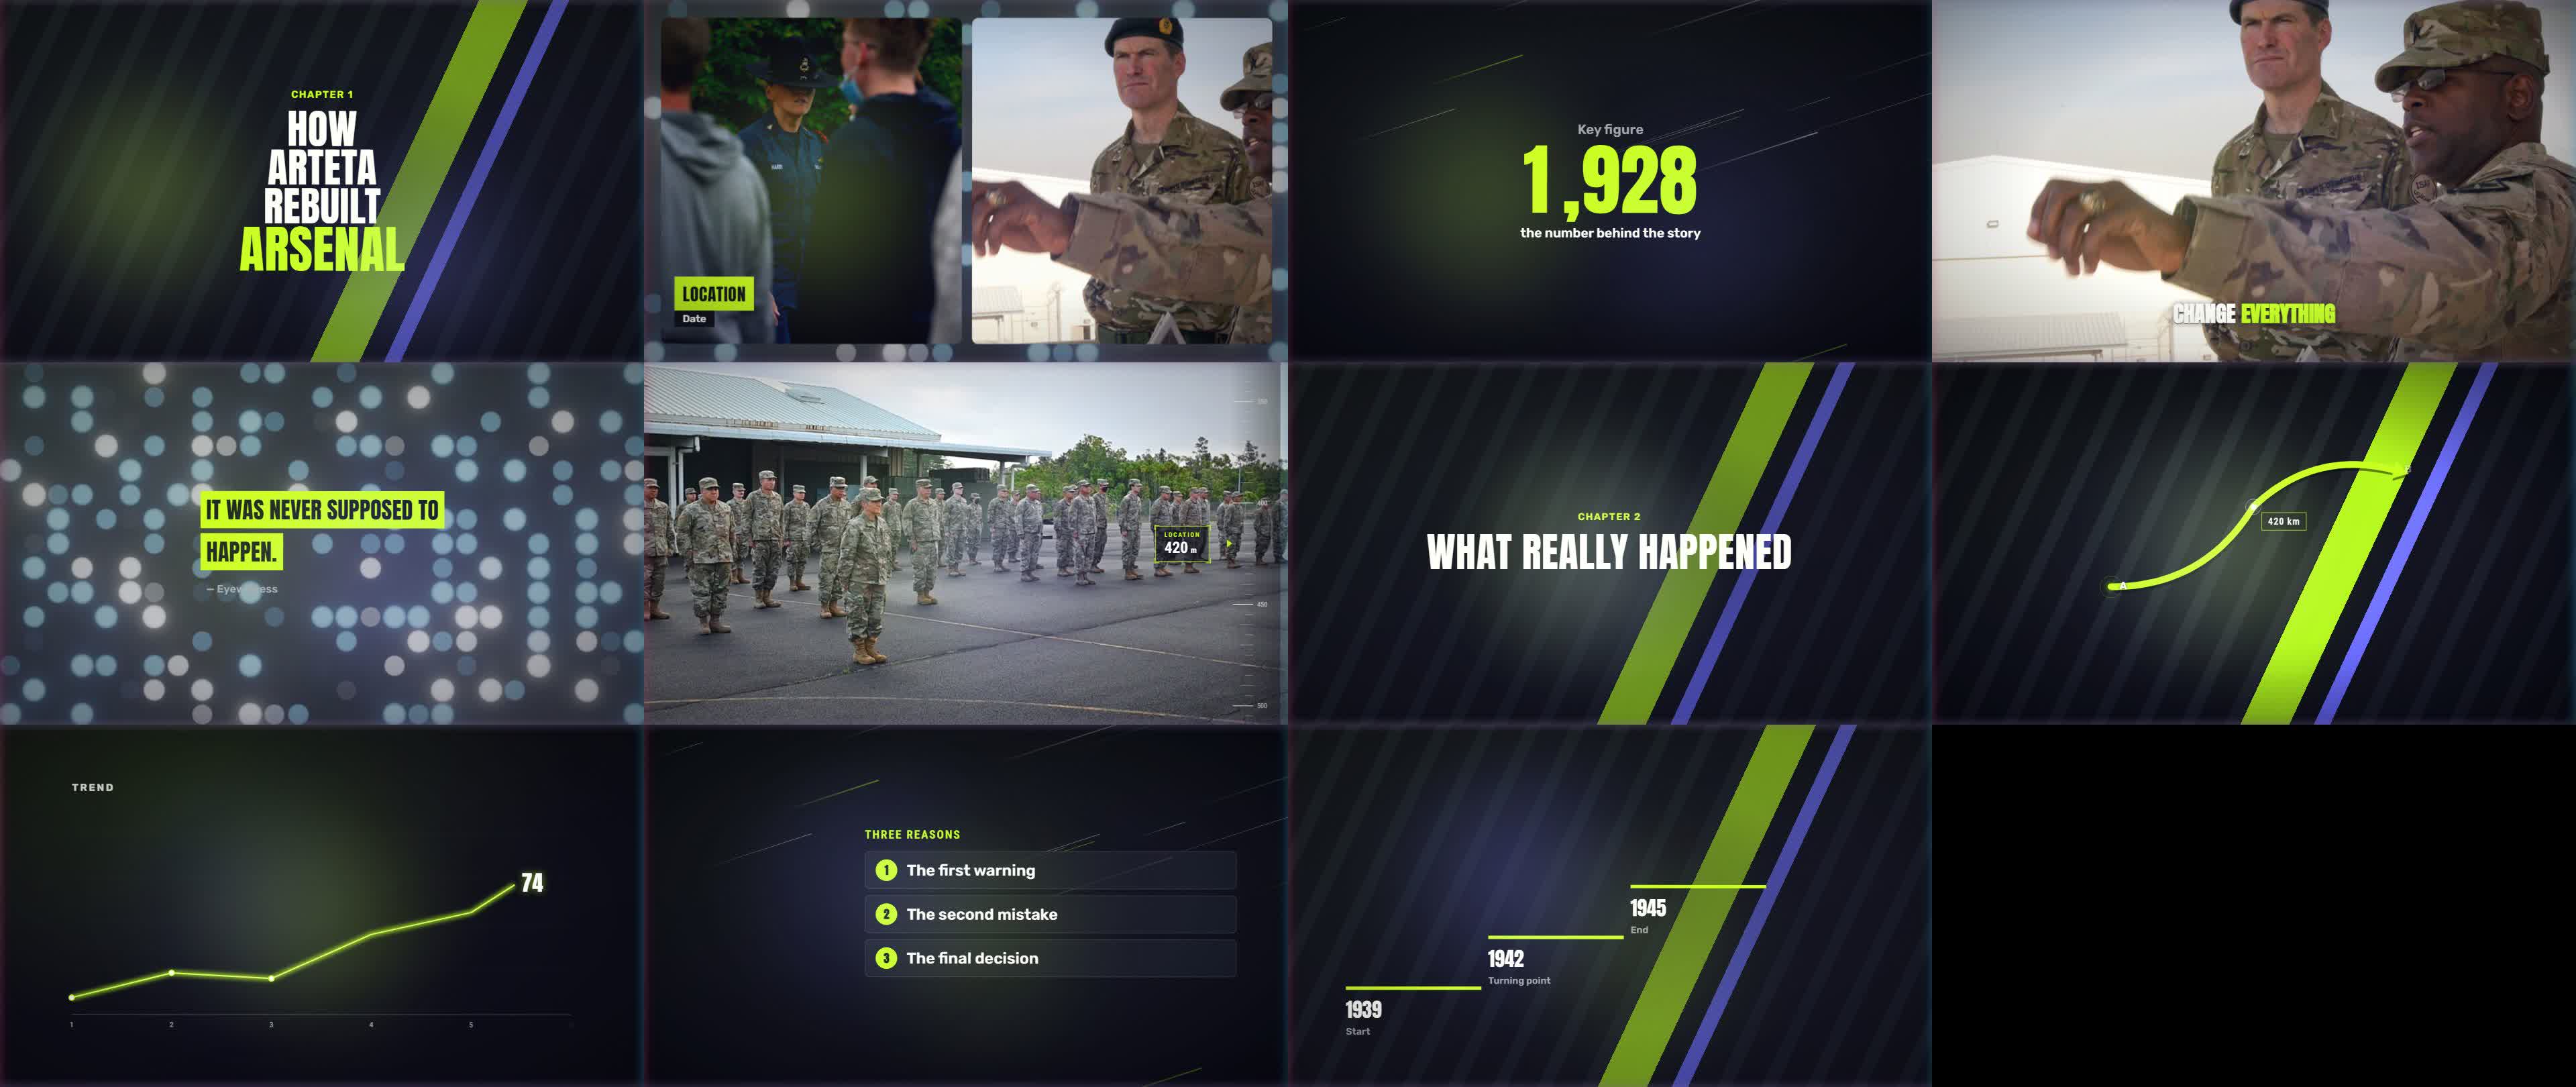 CHAPTER 1
HOW
ARTETA
REBUILT
ARSENAL
LOCATION
Date
Key figure
1,928
the number behind the story
CHANGE EVERYTHING
IT WAS NEVER SUPPOSED TO
HAPPEN.
LOCATION
420 m
450
500
CHAPTER 2
WHAT REALLY HAPPENED
A
B
420 km
TREND
74
1 2 3 4 5
THREE REASONS
1 The first warning
2 The second mistake
3 The final decision
1945
End
1942
Turning point
1939
Start